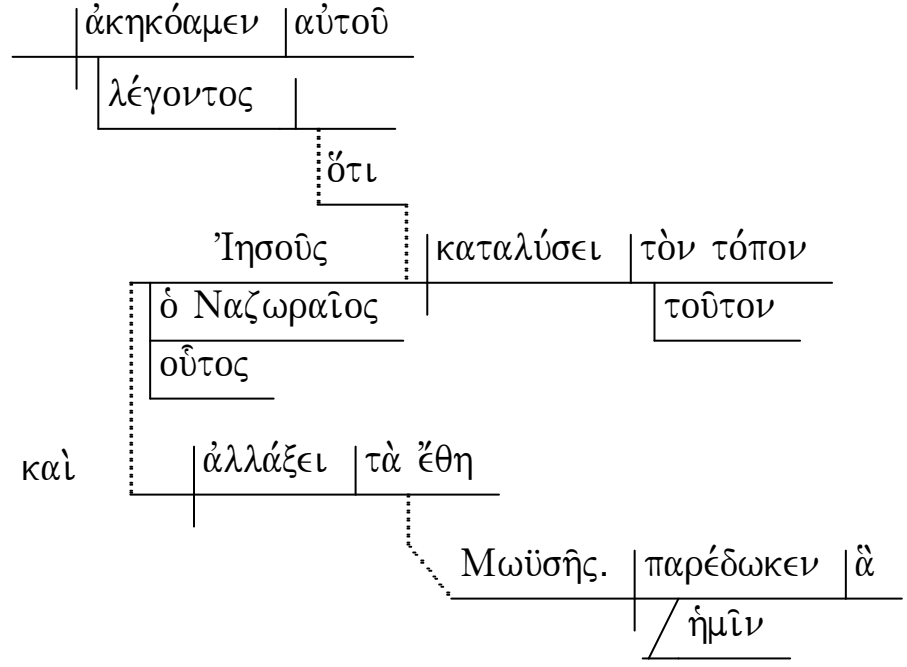 ἀκηκόαμεν αὐτοῦ
λέγοντος
ὅτι
Ἰησοῦς καταλύσει τὸν τόπον
ὁ Ναζωραῖος τοῦτον
οὗτος
καὶ ἀλλάξει τὰ ἔθη
Μωϋσῆς. παρέδωκεν ἃ
ἡμῖν